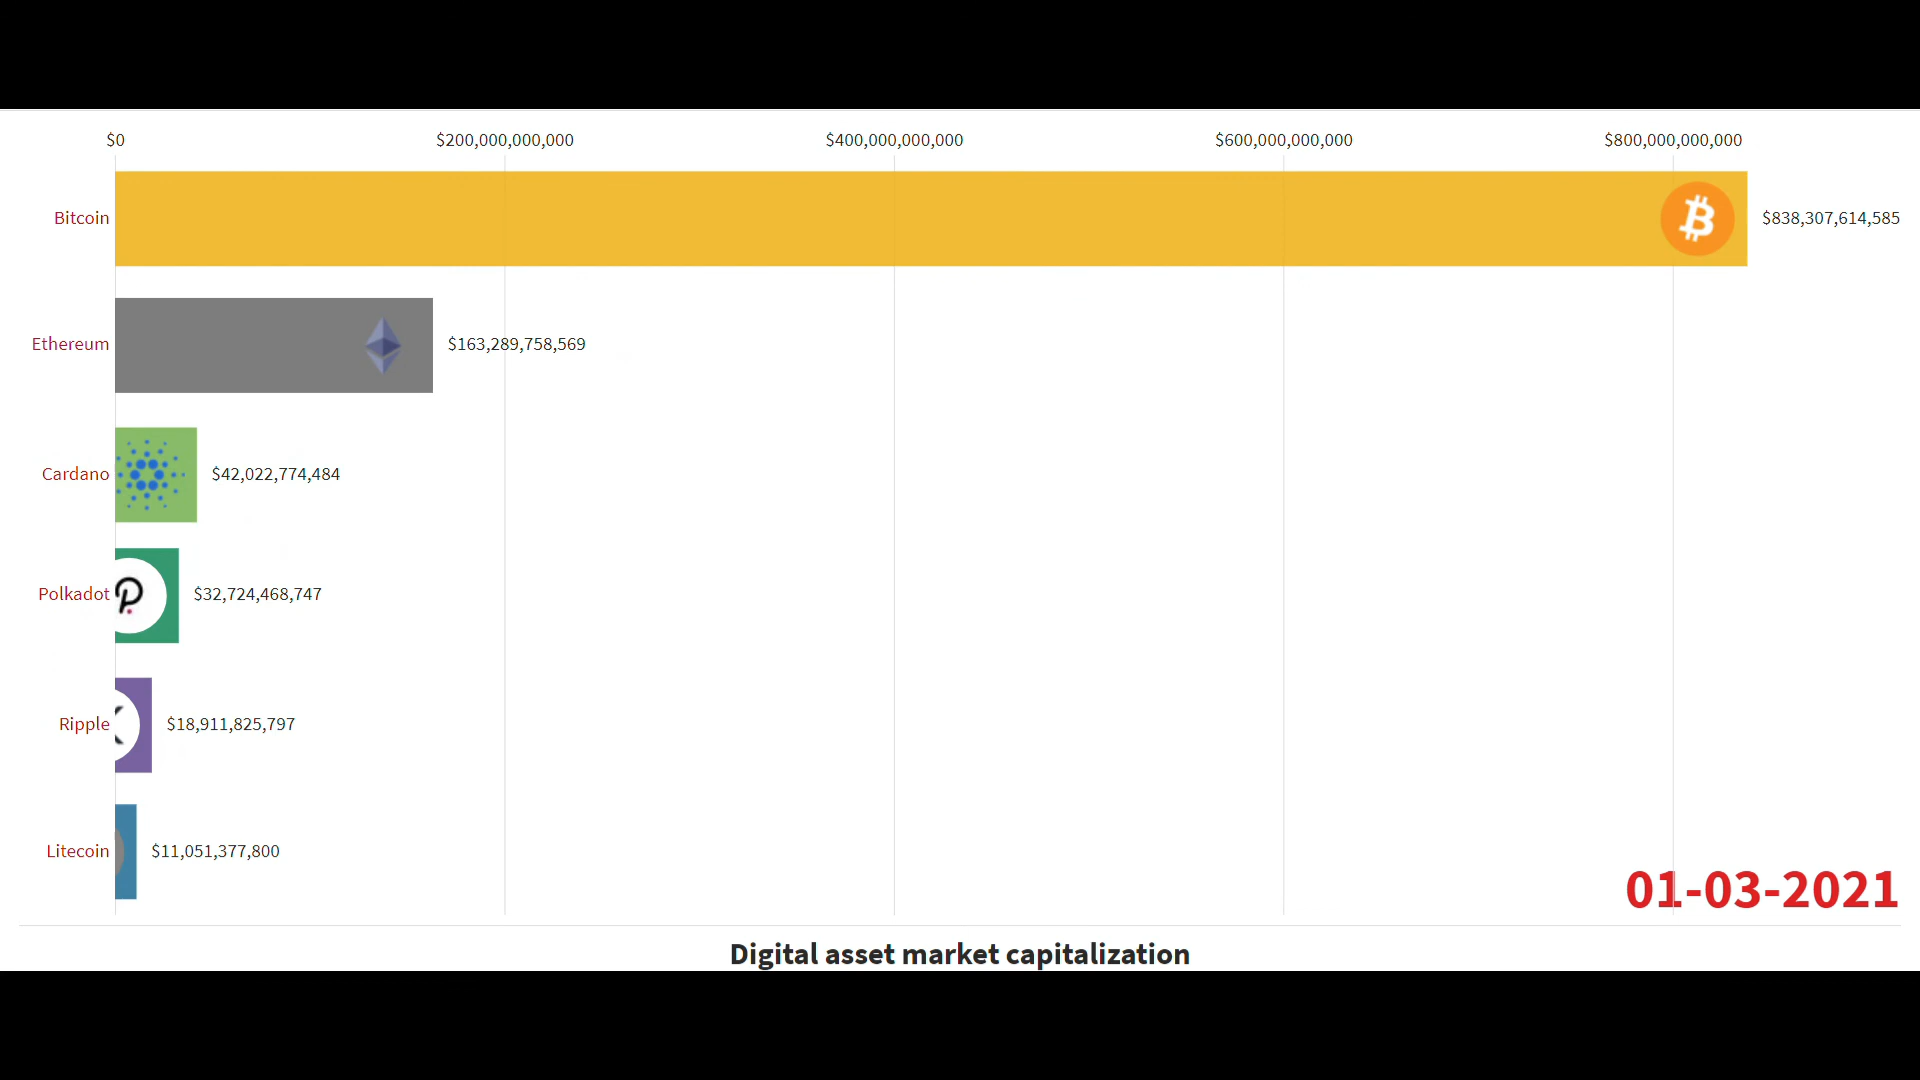 $0 $200,000,000,000 $400,000,000,000 $600,000,000,000 $800,000,000,000
Bitcoin $838,307,614,585
Ethereum $163,289,758,569
Cardano $42,022,774,484
Polkadot $32,724,468,747
Ripple $18,911,825,797
Litecoin $11,051,377,800
01-03-2021
Digital asset market capitalization